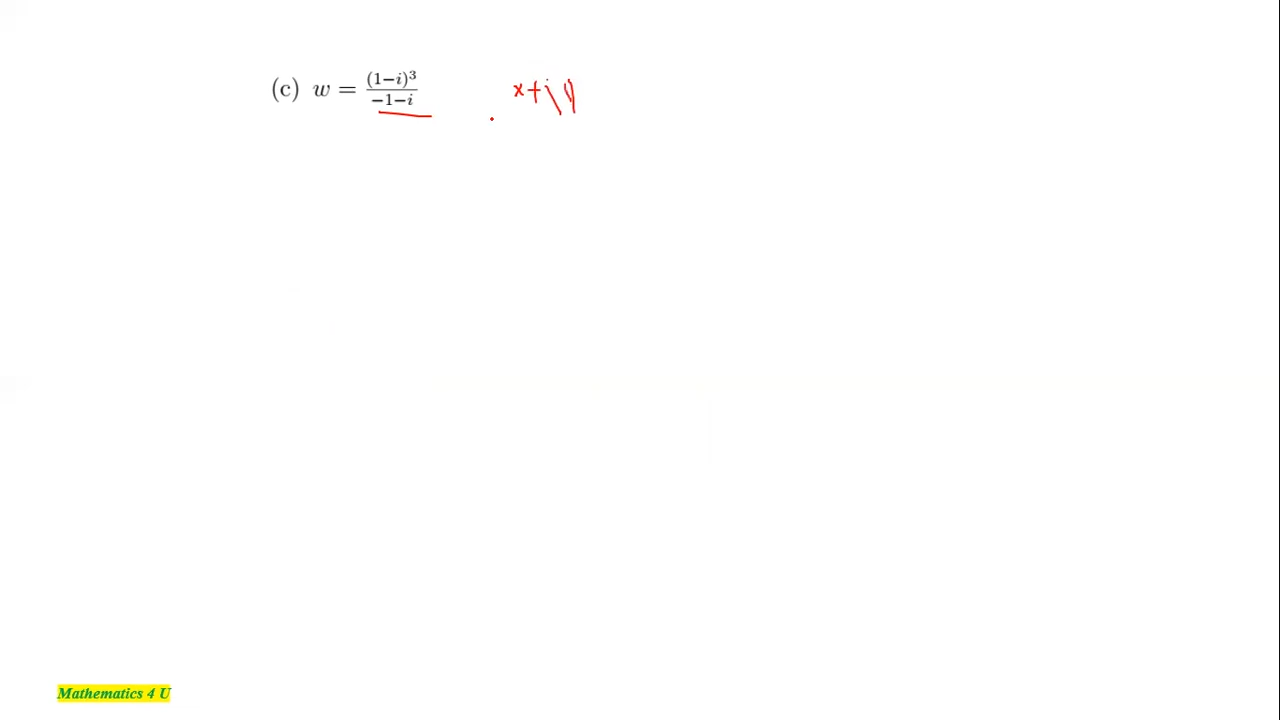 (c) w = (1−i)³ / −1−i x+iy
Mathematics 4 U